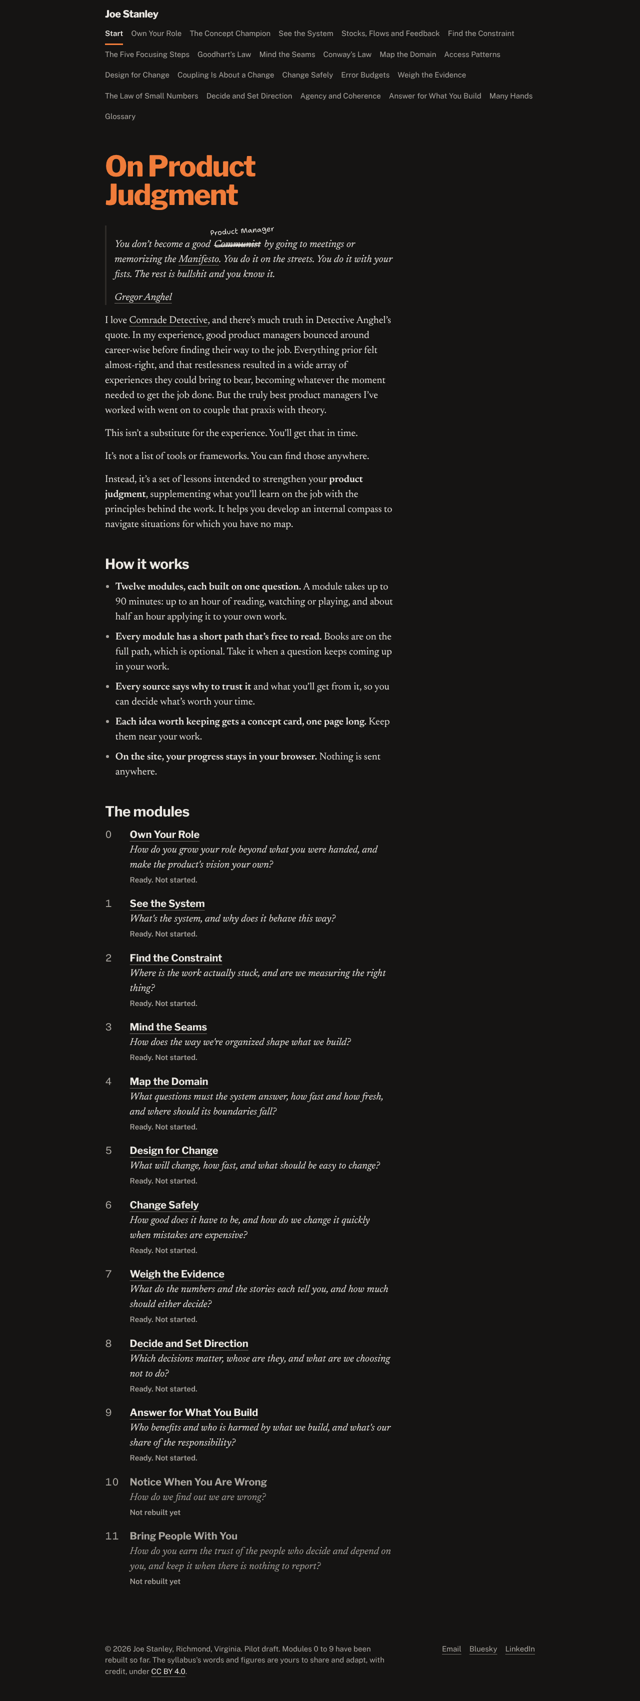 Joe Stanley
Start Own Your Role The Concept Champion See the System Stocks, Flows and Feedback Find the Constraint
The Five Focusing Steps Goodhart's Law Mind the Seams Conway's Law Map the Domain Access Patterns
Design for Change Coupling Is About a Change Change Safely Error Budgets Weigh the Evidence
The Law of Small Numbers Decide and Set Direction Agency and Coherence Answer for What You Build Many Hands
Glossary
On Product
Judgment
Product Manager
You don't become a good Communist by going to meetings or
memorizing the Manifesto. You do it on the streets. You do it with your
fists. The rest is bullshit and you know it.
Gregor Anghel
I love Comrade Detective, and there's much truth in Detective Anghel's
quote. In my experience, good product managers bounced around
career-wise before finding their way to the job. Everything prior felt
almost-right, and that restlessness resulted in a wide array of
experiences they could bring to bear, becoming whatever the moment
needed to get the job done. But the truly best product managers I've
worked with went on to couple that praxis with theory.
This isn't a substitute for the experience. You'll get that in time.
It's not a list of tools or frameworks. You can find those anywhere.
Instead, it's a set of lessons intended to strengthen your product
judgment, supplementing what you'll learn on the job with the
principles behind the work. It helps you develop an internal compass to
navigate situations for which you have no map.
How it works
• Twelve modules, each built on one question. A module takes up to
90 minutes: up to an hour of reading, watching or playing, and about
half an hour applying it to your own work.
• Every module has a short path that's free to read. Books are on the
full path, which is optional. Take it when a question keeps coming up
in your work.
• Every source says why to trust it and what you'll get from it, so you
can decide what's worth your time.
• Each idea worth keeping gets a concept card, one page long. Keep
them near your work.
• On the site, your progress stays in your browser. Nothing is sent
anywhere.
The modules
0 Own Your Role
How do you grow your role beyond what you were handed, and
make the product's vision your own?
Ready. Not started.
1 See the System
What's the system, and why does it behave this way?
Ready. Not started.
2 Find the Constraint
Where is the work actually stuck, and are we measuring the right
thing?
Ready. Not started.
3 Mind the Seams
How does the way we're organized shape what we build?
Ready. Not started.
4 Map the Domain
What questions must the system answer, how fast and how fresh,
and where should its boundaries fall?
Ready. Not started.
5 Design for Change
What will change, how fast, and what should be easy to change?
Ready. Not started.
6 Change Safely
How good does it have to be, and how do we change it quickly
when mistakes are expensive?
Ready. Not started.
7 Weigh the Evidence
What do the numbers and the stories each tell you, and how much
should either decide?
Ready. Not started.
8 Decide and Set Direction
Which decisions matter, whose are they, and what are we choosing
not to do?
Ready. Not started.
9 Answer for What You Build
Who benefits and who is harmed by what we build, and what's our
share of the responsibility?
Ready. Not started.
10 Notice When You Are Wrong
How do we find out we are wrong?
Not rebuilt yet
11 Bring People With You
How do you earn the trust of the people who decide and depend on
you, and keep it when there is nothing to report?
Not rebuilt yet
© 2026 Joe Stanley, Richmond, Virginia. Pilot draft. Modules 0 to 9 have been
rebuilt so far. The syllabus's words and figures are yours to share and adapt, with
credit, under CC BY 4.0.
Email Bluesky LinkedIn